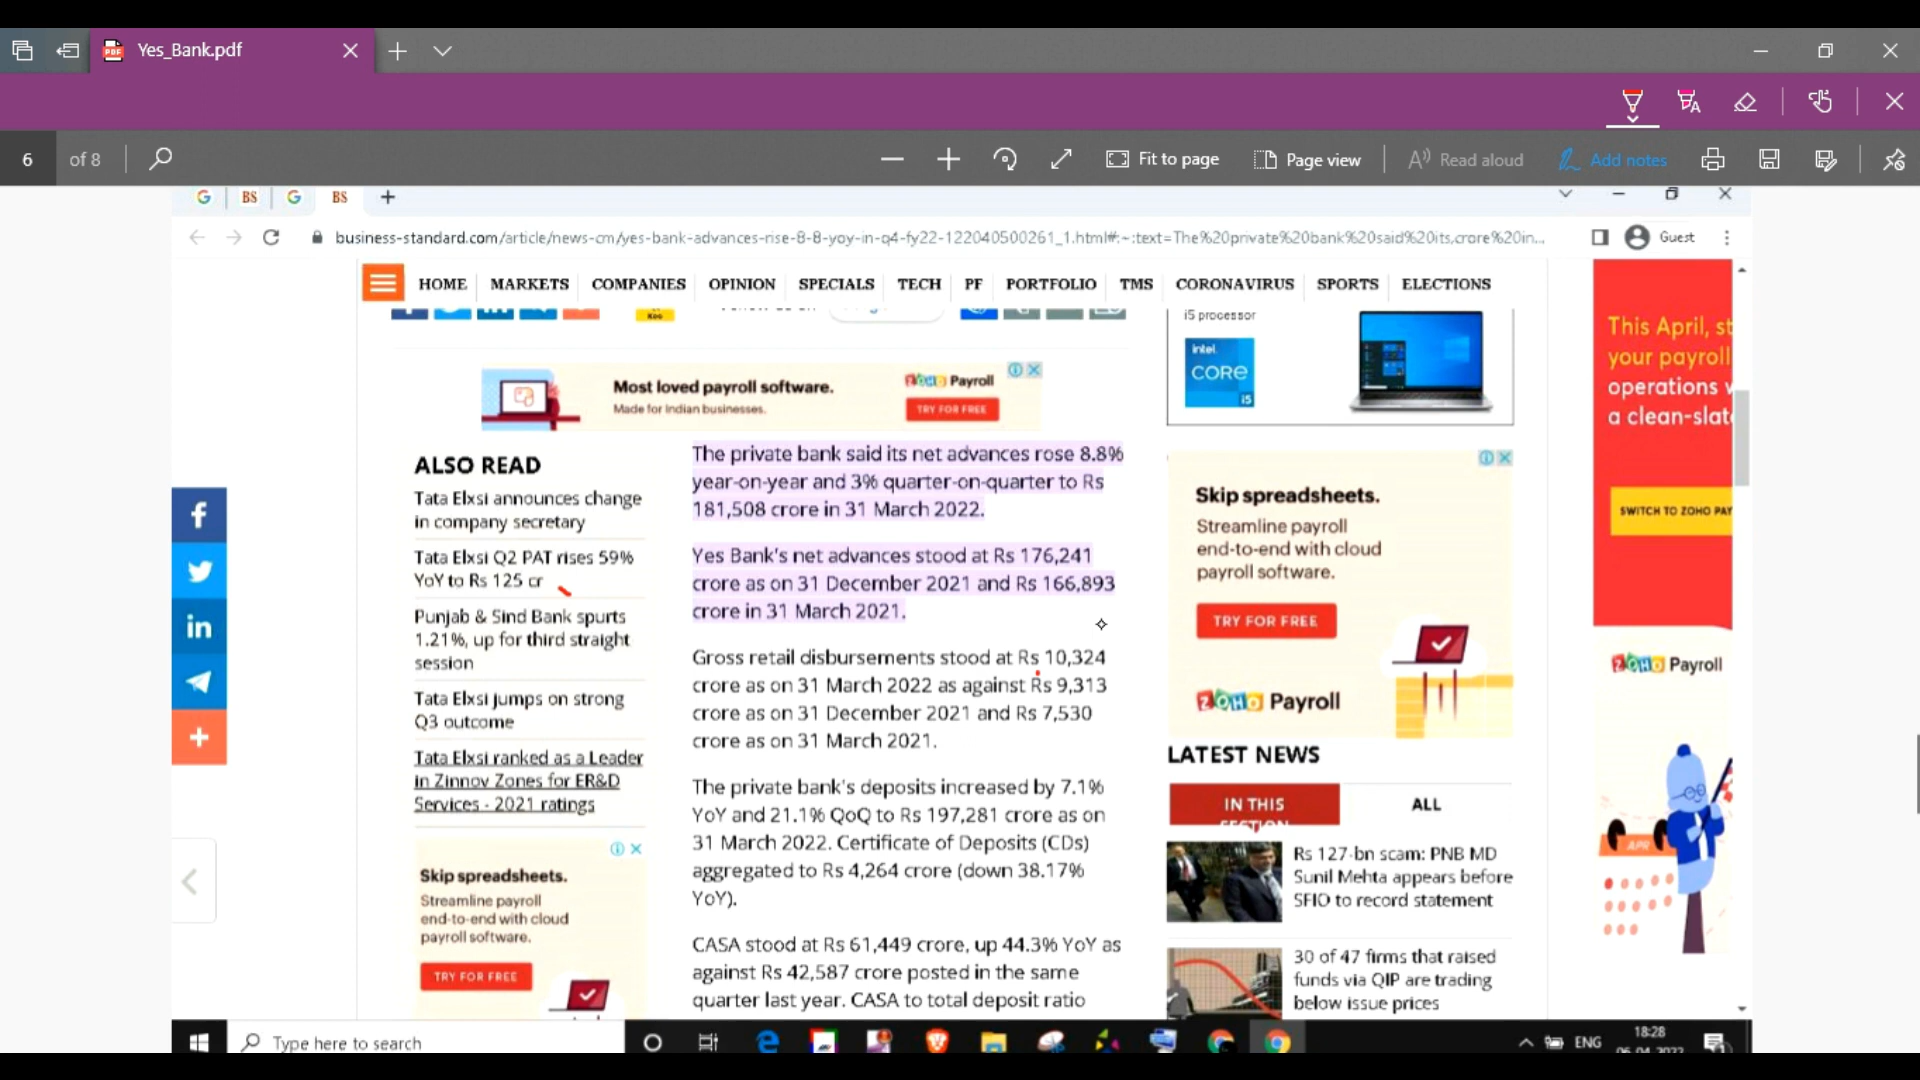 Yes_Bank.pdf
6 of 8
Fit to page
Page view
Read aloud
Add notes
BS
BS
business-standard.com/article/news-cm/yes-bank-advances-rise-8-8-yoy-in-q4-fy22-122040500261_1.html#:~:text=The%20private%20bank%20said%20its,crore%20in...
Guest
HOME MARKETS COMPANIES OPINION SPECIALS TECH PF PORTFOLIO TMS CORONAVIRUS SPORTS ELECTIONS
Most loved payroll software.
Made for Indian businesses.
ZOHO Payroll
TRY FOR FREE
ALSO READ
Tata Elxsi announces change
in company secretary
Tata Elxsi Q2 PAT rises 59%
YoY to Rs 125 cr
Punjab & Sind Bank spurts
1.21%, up for third straight
session
Tata Elxsi jumps on strong
Q3 outcome
Tata Elxsi ranked as a Leader
in Zinnov Zones for ER&D
Services - 2021 ratings
Skip spreadsheets.
Streamline payroll
end-to-end with cloud
payroll software.
TRY FOR FREE
The private bank said its net advances rose 8.8%
year-on-year and 3% quarter-on-quarter to Rs
181,508 crore in 31 March 2022.
Yes Bank's net advances stood at Rs 176,241
crore as on 31 December 2021 and Rs 166,893
crore in 31 March 2021.
Gross retail disbursements stood at Rs 10,324
crore as on 31 March 2022 as against Rs 9,313
crore as on 31 December 2021 and Rs 7,530
crore as on 31 March 2021.
The private bank's deposits increased by 7.1%
YoY and 21.1% QoQ to Rs 197,281 crore as on
31 March 2022. Certificate of Deposits (CDs)
aggregated to Rs 4,264 crore (down 38.17%
YoY).
CASA stood at Rs 61,449 crore, up 44.3% YoY as
against Rs 42,587 crore posted in the same
quarter last year. CASA to total deposit ratio
i5 processor
intel.
CORE
i5
Skip spreadsheets.
Streamline payroll
end-to-end with cloud
payroll software.
TRY FOR FREE
ZOHO Payroll
LATEST NEWS
IN THIS
SECTION
ALL
Rs 127-bn scam: PNB MD
Sunil Mehta appears before
SFIO to record statement
30 of 47 firms that raised
funds via QIP are trading
below issue prices
This April, st
your payroll
operations
a clean-slat
SWITCH TO ZOHO PAY
ZOHO Payroll
APR
Type here to search
ENG
18:28
06-04-2022